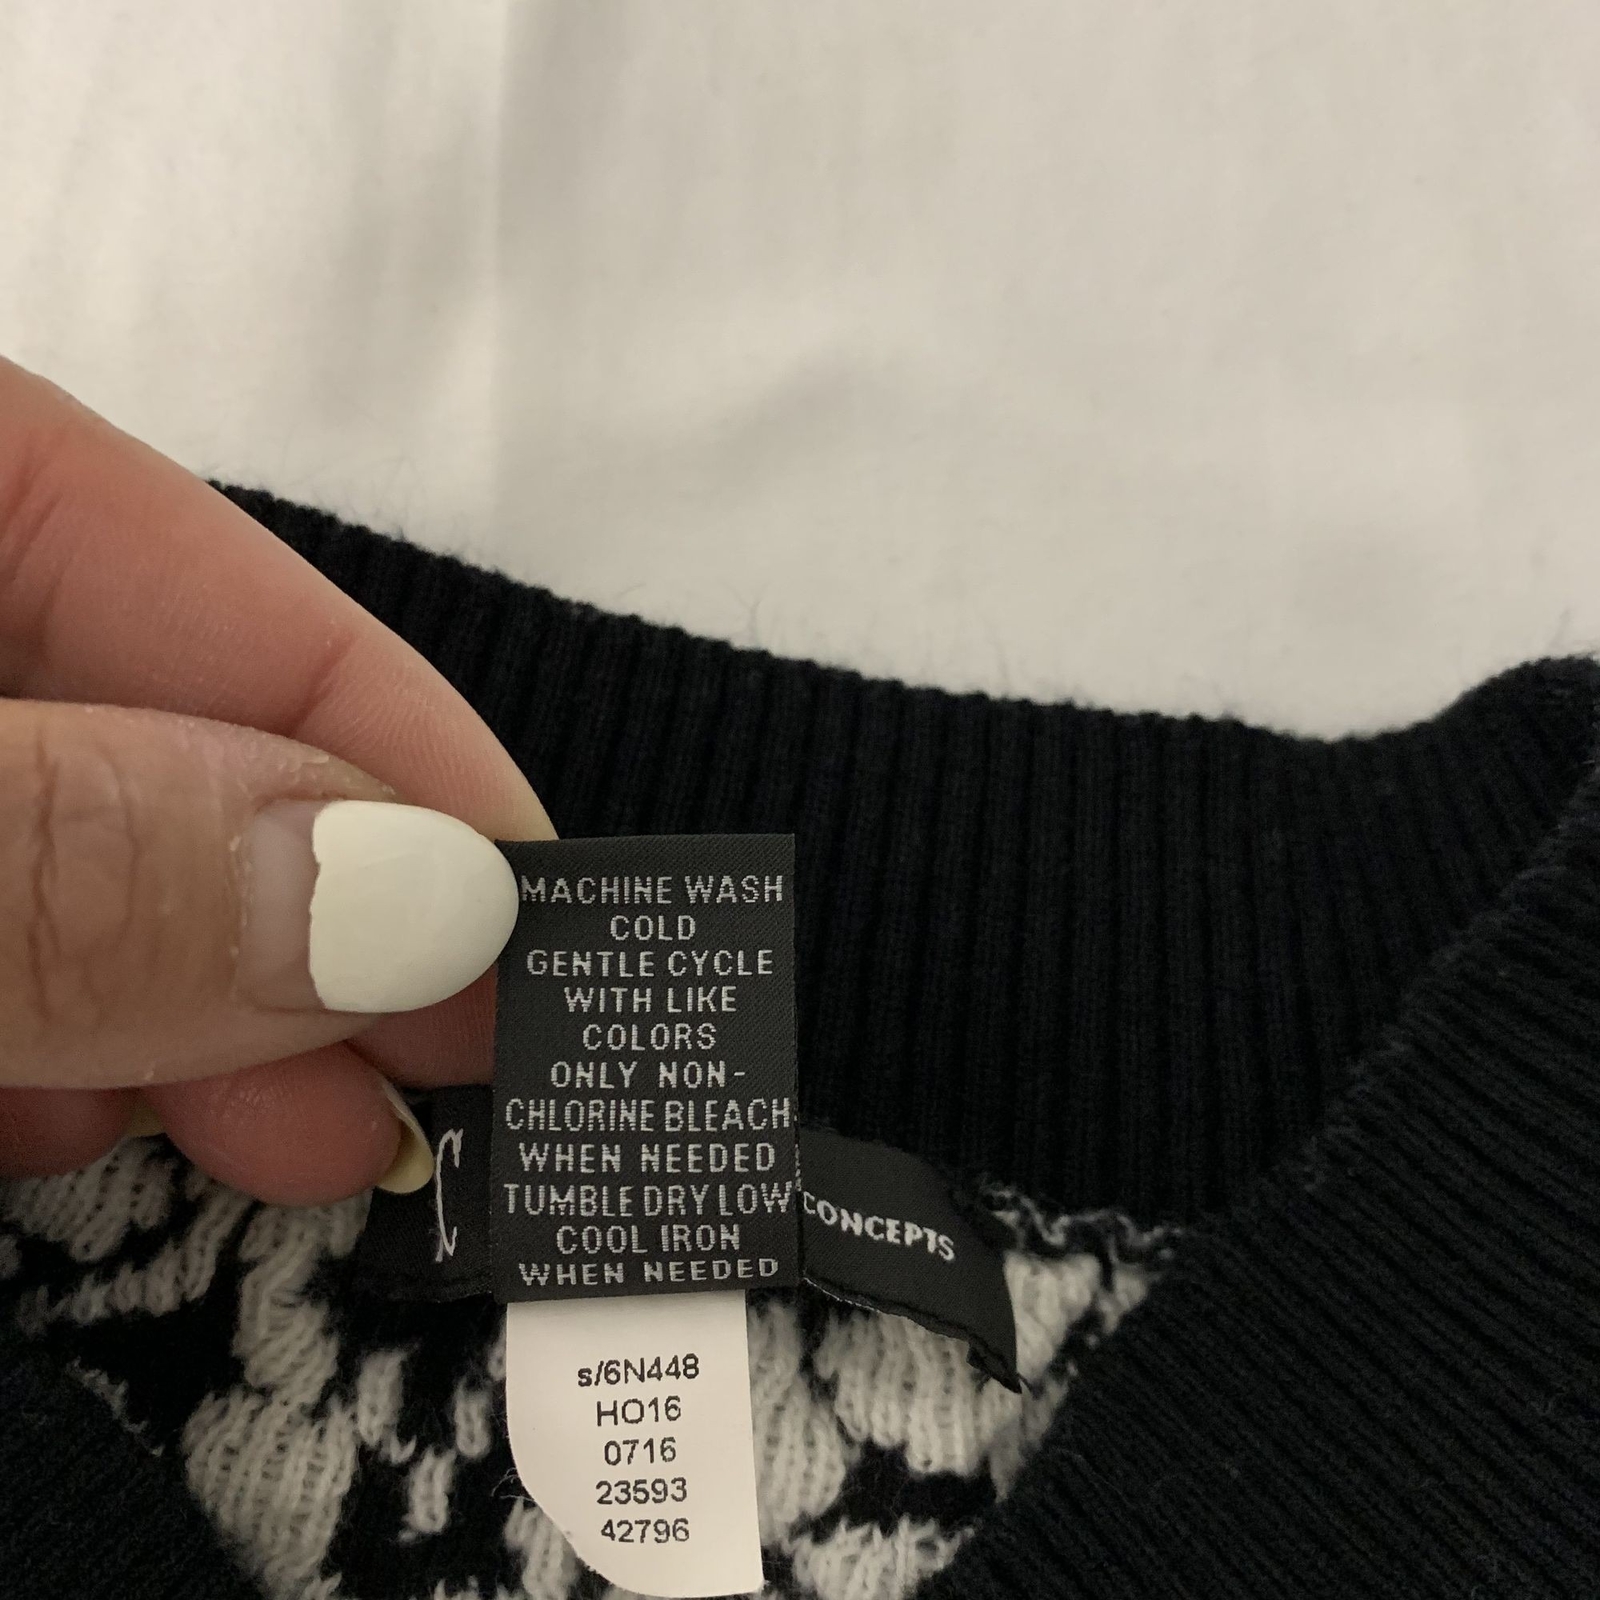 MACHINE WASH
COLD
GENTLE CYCLE
WITH LIKE
COLORS
ONLY NON-
CHLORINE BLEACH
WHEN NEEDED
TUMBLE DRY LOW
COOL IRON
WHEN NEEDED
CONCEPTS
s/6N448
HO16
0716
23593
42796